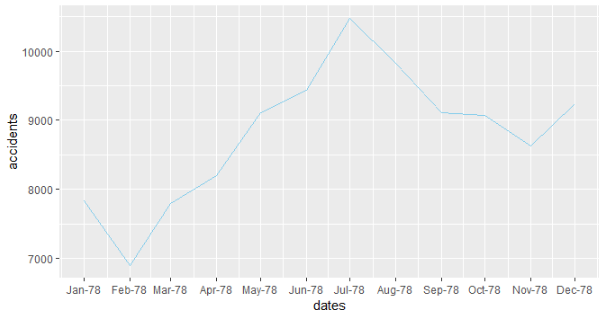 accidents
10000
9000
8000
7000
Jan-78 Feb-78 Mar-78 Apr-78 May-78 Jun-78 Jul-78 Aug-78 Sep-78 Oct-78 Nov-78 Dec-78
dates